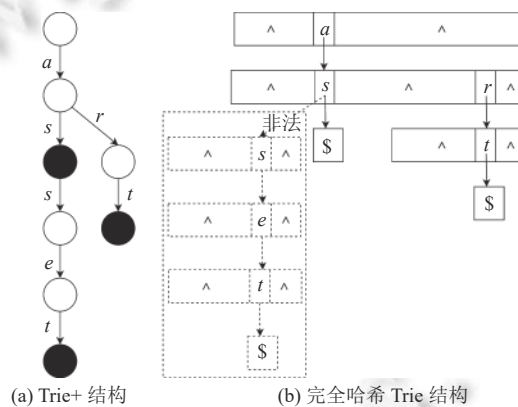 a
s
r
s
t
e
t
(a) Trie+ 结构
^ a ^
^ s ^ r ^
非法
^ s ^
$
^ t ^
$
^ e ^
^ t ^
$
(b) 完全哈希 Trie 结构